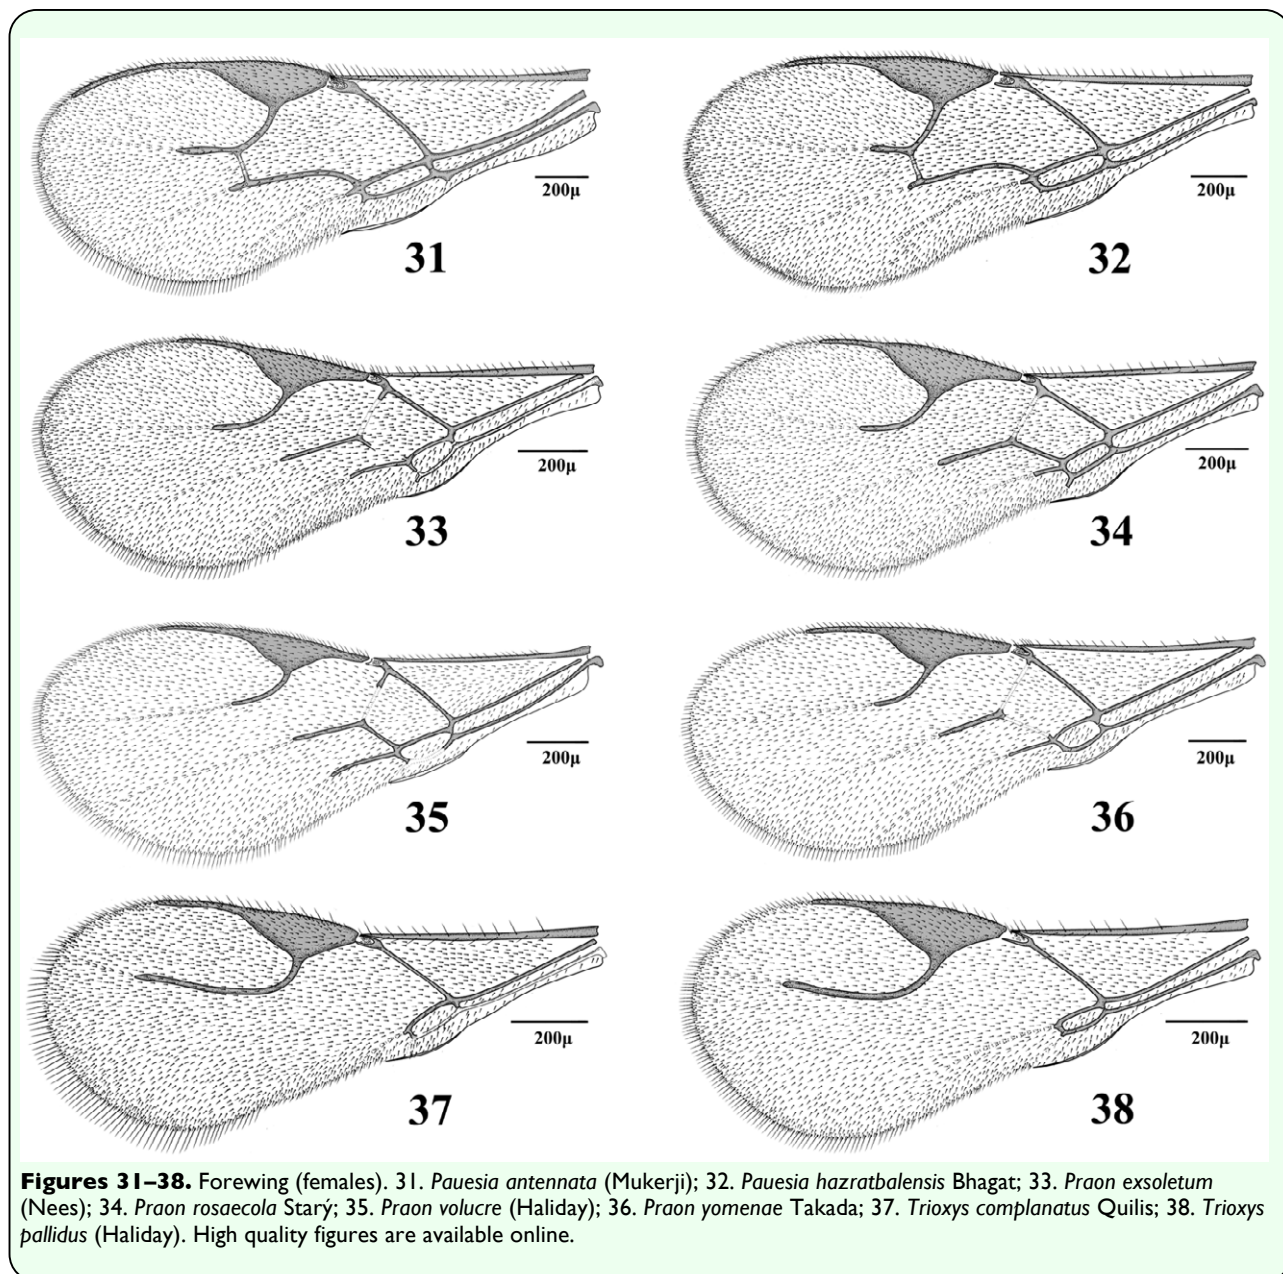 200μ
200μ
31
32
200μ
200μ
33
34
200μ
200μ
35
36
200μ
200μ
37
38
Figures 31–38. Forewing (females). 31. Pauesia antennata (Mukerji); 32. Pauesia hazratbalensis Bhagat; 33. Praon exsoletum
(Nees); 34. Praon rosaecola Starý; 35. Praon volucre (Haliday); 36. Praon yomenae Takada; 37. Trioxys complanatus Quilis; 38. Trioxys
pallidus (Haliday). High quality figures are available online.